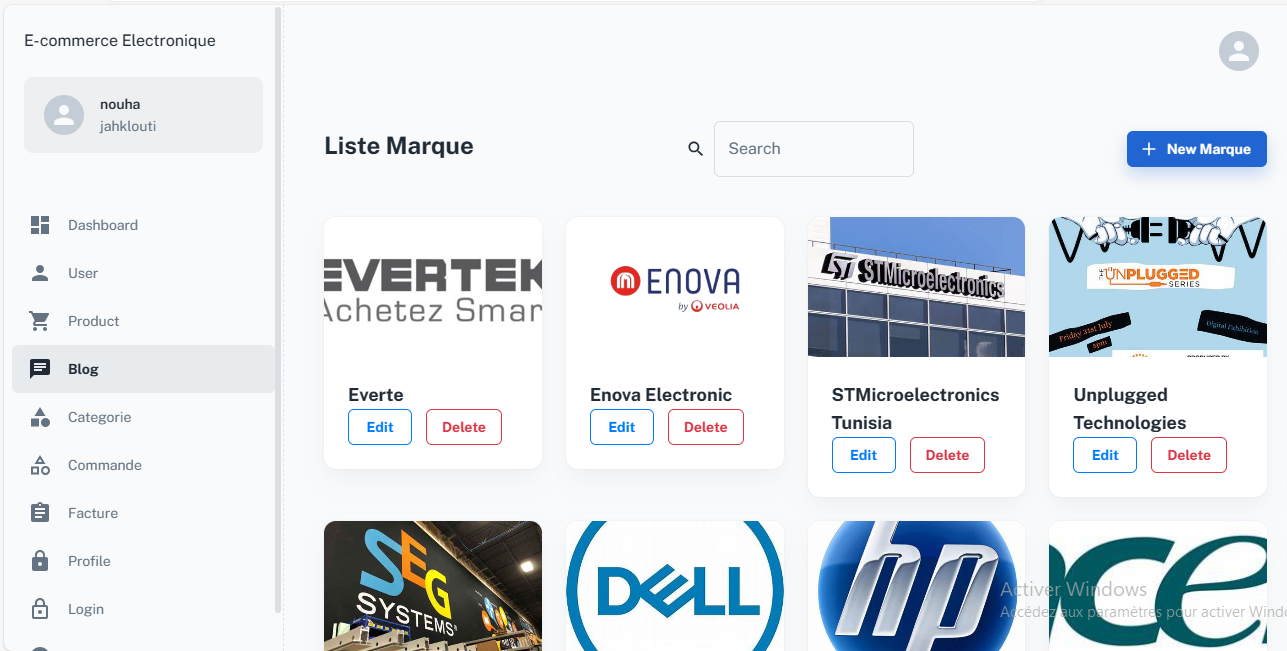 E-commerce Electronique
nouha
jahklouti
Dashboard
User
Product
Blog
Categorie
Commande
Facture
Profile
Login
Liste Marque
Search
New Marque
EVERTEK
Achetez Smar
Everte
Edit
Delete
ENOVA
by VEOLIA
Enova Electronic
Edit
Delete
STMicroelectronics
STMicroelectronics
Tunisia
Edit
Delete
UNPLUGGED
SERIES
Friday 21st July
5pm
Digital Exhibition
Unplugged
Technologies
Edit
Delete
SEG
SYSTEMS
DELL
hp
ce
Activer Windows
Accédez aux paramètres pour activer Windo